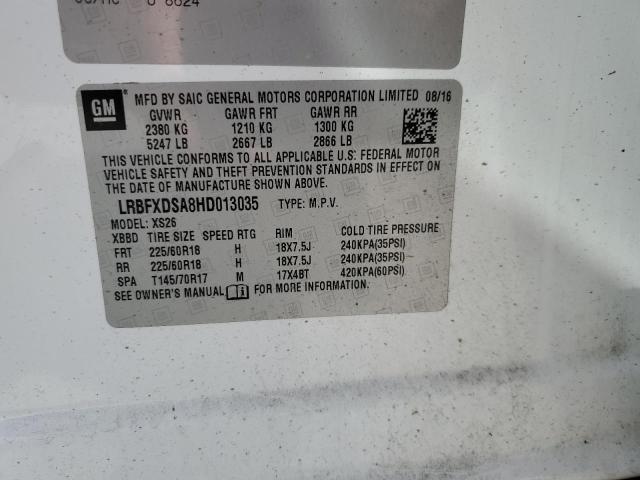 GM
MFD BY SAIC GENERAL MOTORS CORPORATION LIMITED 08/16
GVWR GAWR FRT GAWR RR
2380 KG 1210 KG 1300 KG
5247 LB 2667 LB 2866 LB
THIS VEHICLE CONFORMS TO ALL APPLICABLE U.S. FEDERAL MOTOR
VEHICLE SAFETY AND THEFT PREVENTION STANDARDS IN EFFECT ON
THE DATE OF MANUFACTURE SHOWN ABOVE.
LRBFXDSA8HD013035 TYPE: M.P.V.
MODEL: XS26
XBBD TIRE SIZE SPEED RTG RIM COLD TIRE PRESSURE
FRT 225/60R18 H 18X7.5J 240KPA(35PSI)
RR 225/60R18 H 18X7.5J 240KPA(35PSI)
SPA T145/70R17 M 17X4BT 420KPA(60PSI)
SEE OWNER'S MANUAL FOR MORE INFORMATION.